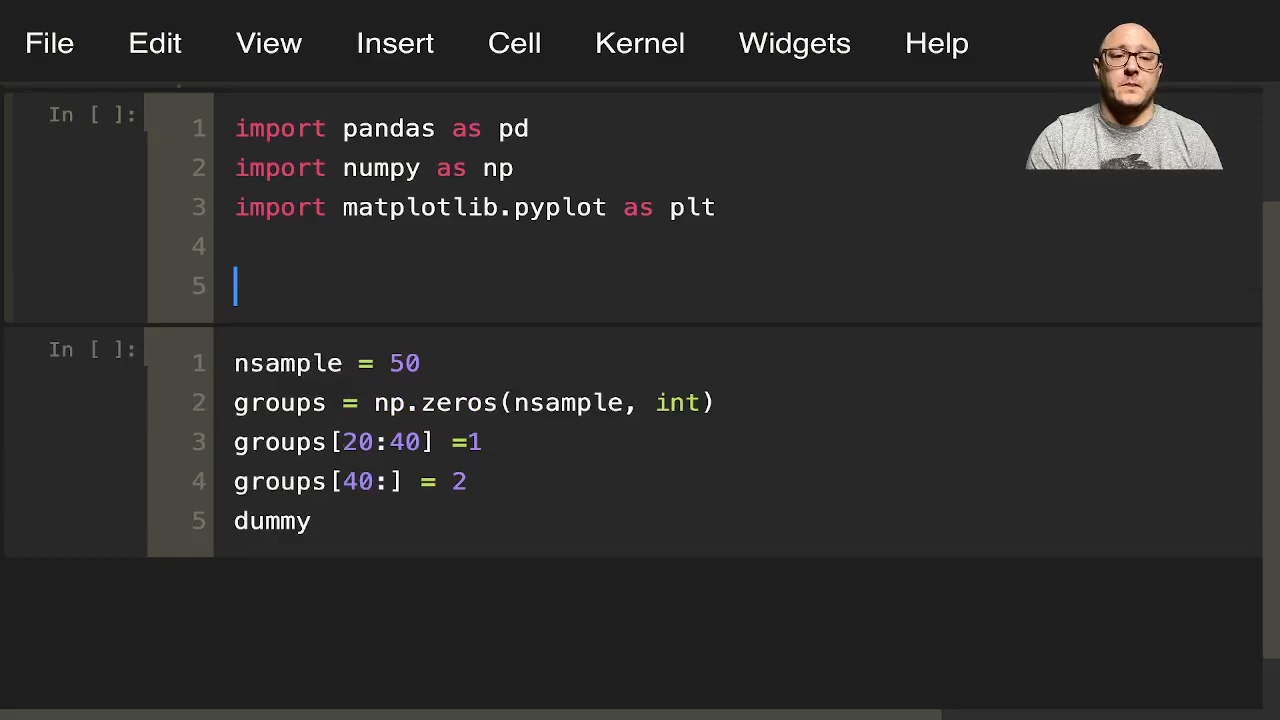 File Edit View Insert Cell Kernel Widgets Help
In [ ]:
1 import pandas as pd
2 import numpy as np
3 import matplotlib.pyplot as plt
4
5
In [ ]:
1 nsample = 50
2 groups = np.zeros(nsample, int)
3 groups[20:40] =1
4 groups[40:] = 2
5 dummy